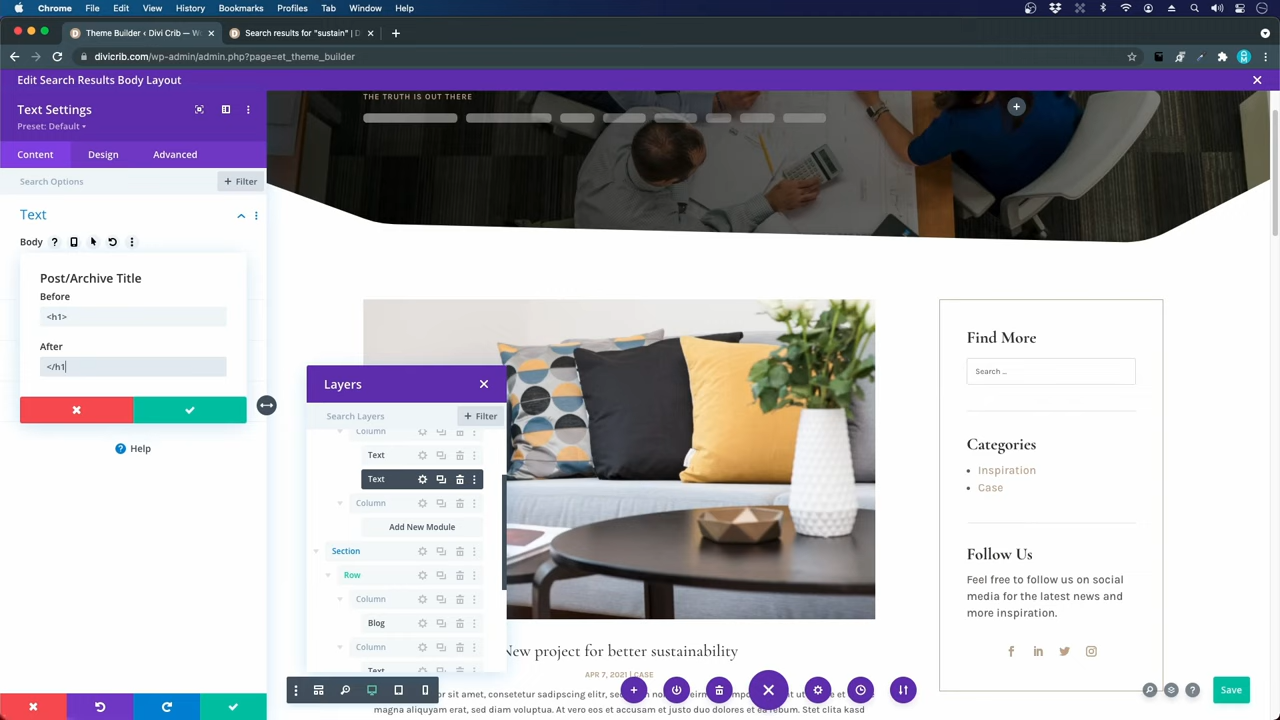 Chrome File Edit View History Bookmarks Profiles Tab Window Help
Theme Builder ‹ Divi Crib — W
Search results for "sustain" | D
divicrib.com/wp-admin/admin.php?page=et_theme_builder
Edit Search Results Body Layout
Text Settings
Preset: Default
Content Design Advanced
Search Options
+ Filter
Text
Body
Post/Archive Title
Before
<h1>
After
</h1
Help
THE TRUTH IS OUT THERE
Layers
Search Layers
+ Filter
Column
Text
Text
Column
Add New Module
Section
Row
Column
Blog
Column
Text
New project for better sustainability
APR 7, 2021 | CASE
magna aliquyam erat, sed diam voluptua. At vero eos et accusam et justo duo dolores et ea rebum. Stet clita kasd
Find More
Search ...
Categories
Inspiration
Case
Follow Us
Feel free to follow us on social
media for the latest news and
more inspiration.
Save